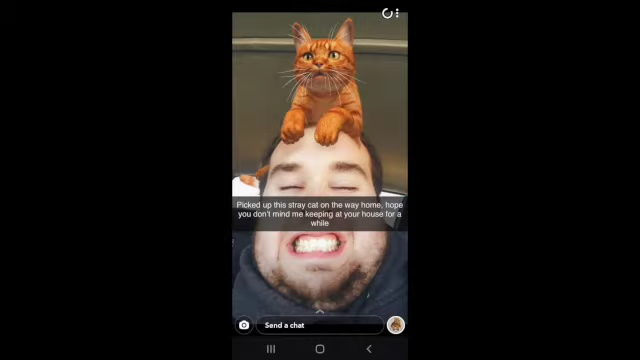 Picked up this stray cat on the way home, hope
you don't mind me keeping at your house for a
while
Send a chat